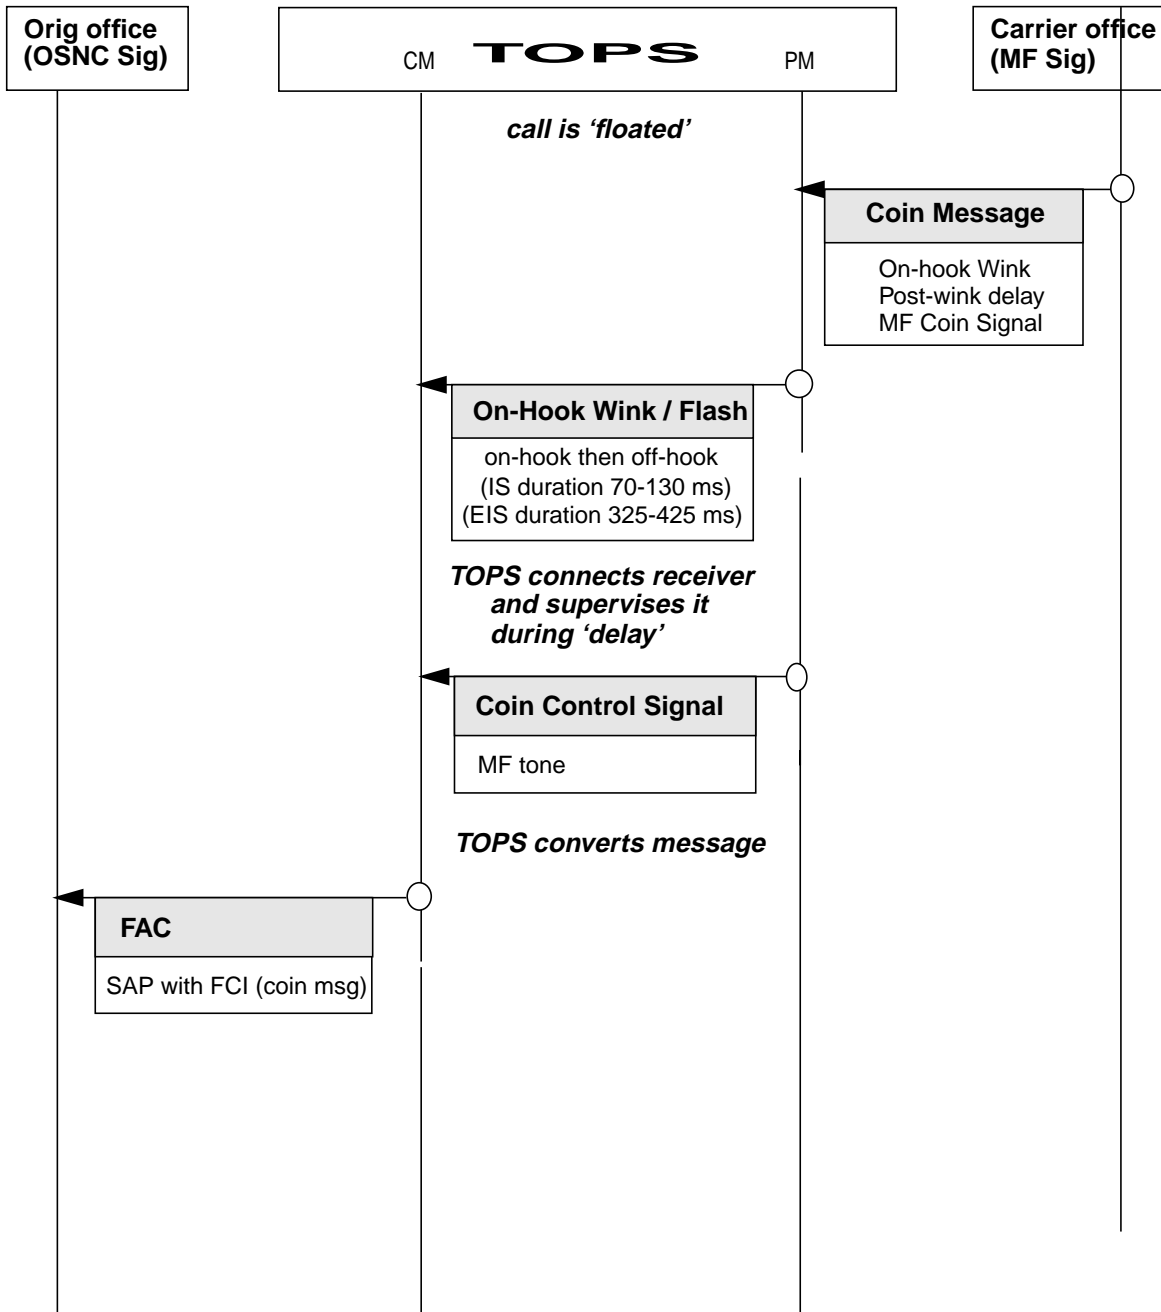 Orig office
(OSNC Sig)
CM TOPS PM
Carrier office
(MF Sig)
call is ‘floated’
Coin Message
On-hook Wink
Post-wink delay
MF Coin Signal
On-Hook Wink / Flash
on-hook then off-hook
(IS duration 70-130 ms)
(EIS duration 325-425 ms)
TOPS connects receiver
and supervises it
during ‘delay’
Coin Control Signal
MF tone
TOPS converts message
FAC
SAP with FCI (coin msg)